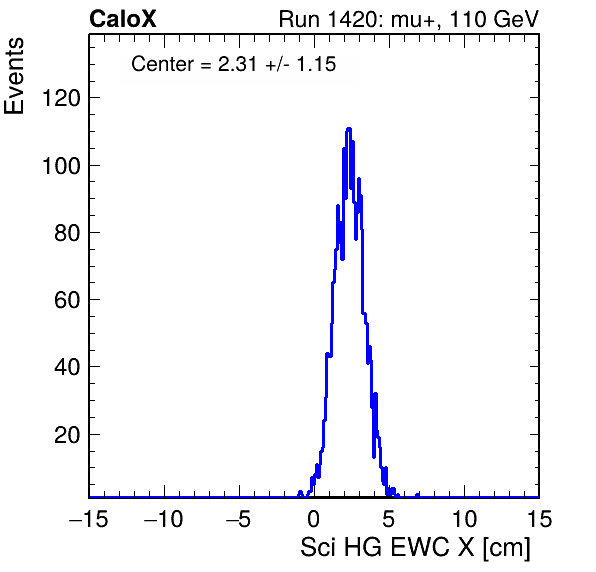 CaloX Run 1420: mu+, 110 GeV
Center = 2.31 +/- 1.15
Events
120
100
80
60
40
20
−15 −10 −5 0 5 10 15
Sci HG EWC X [cm]